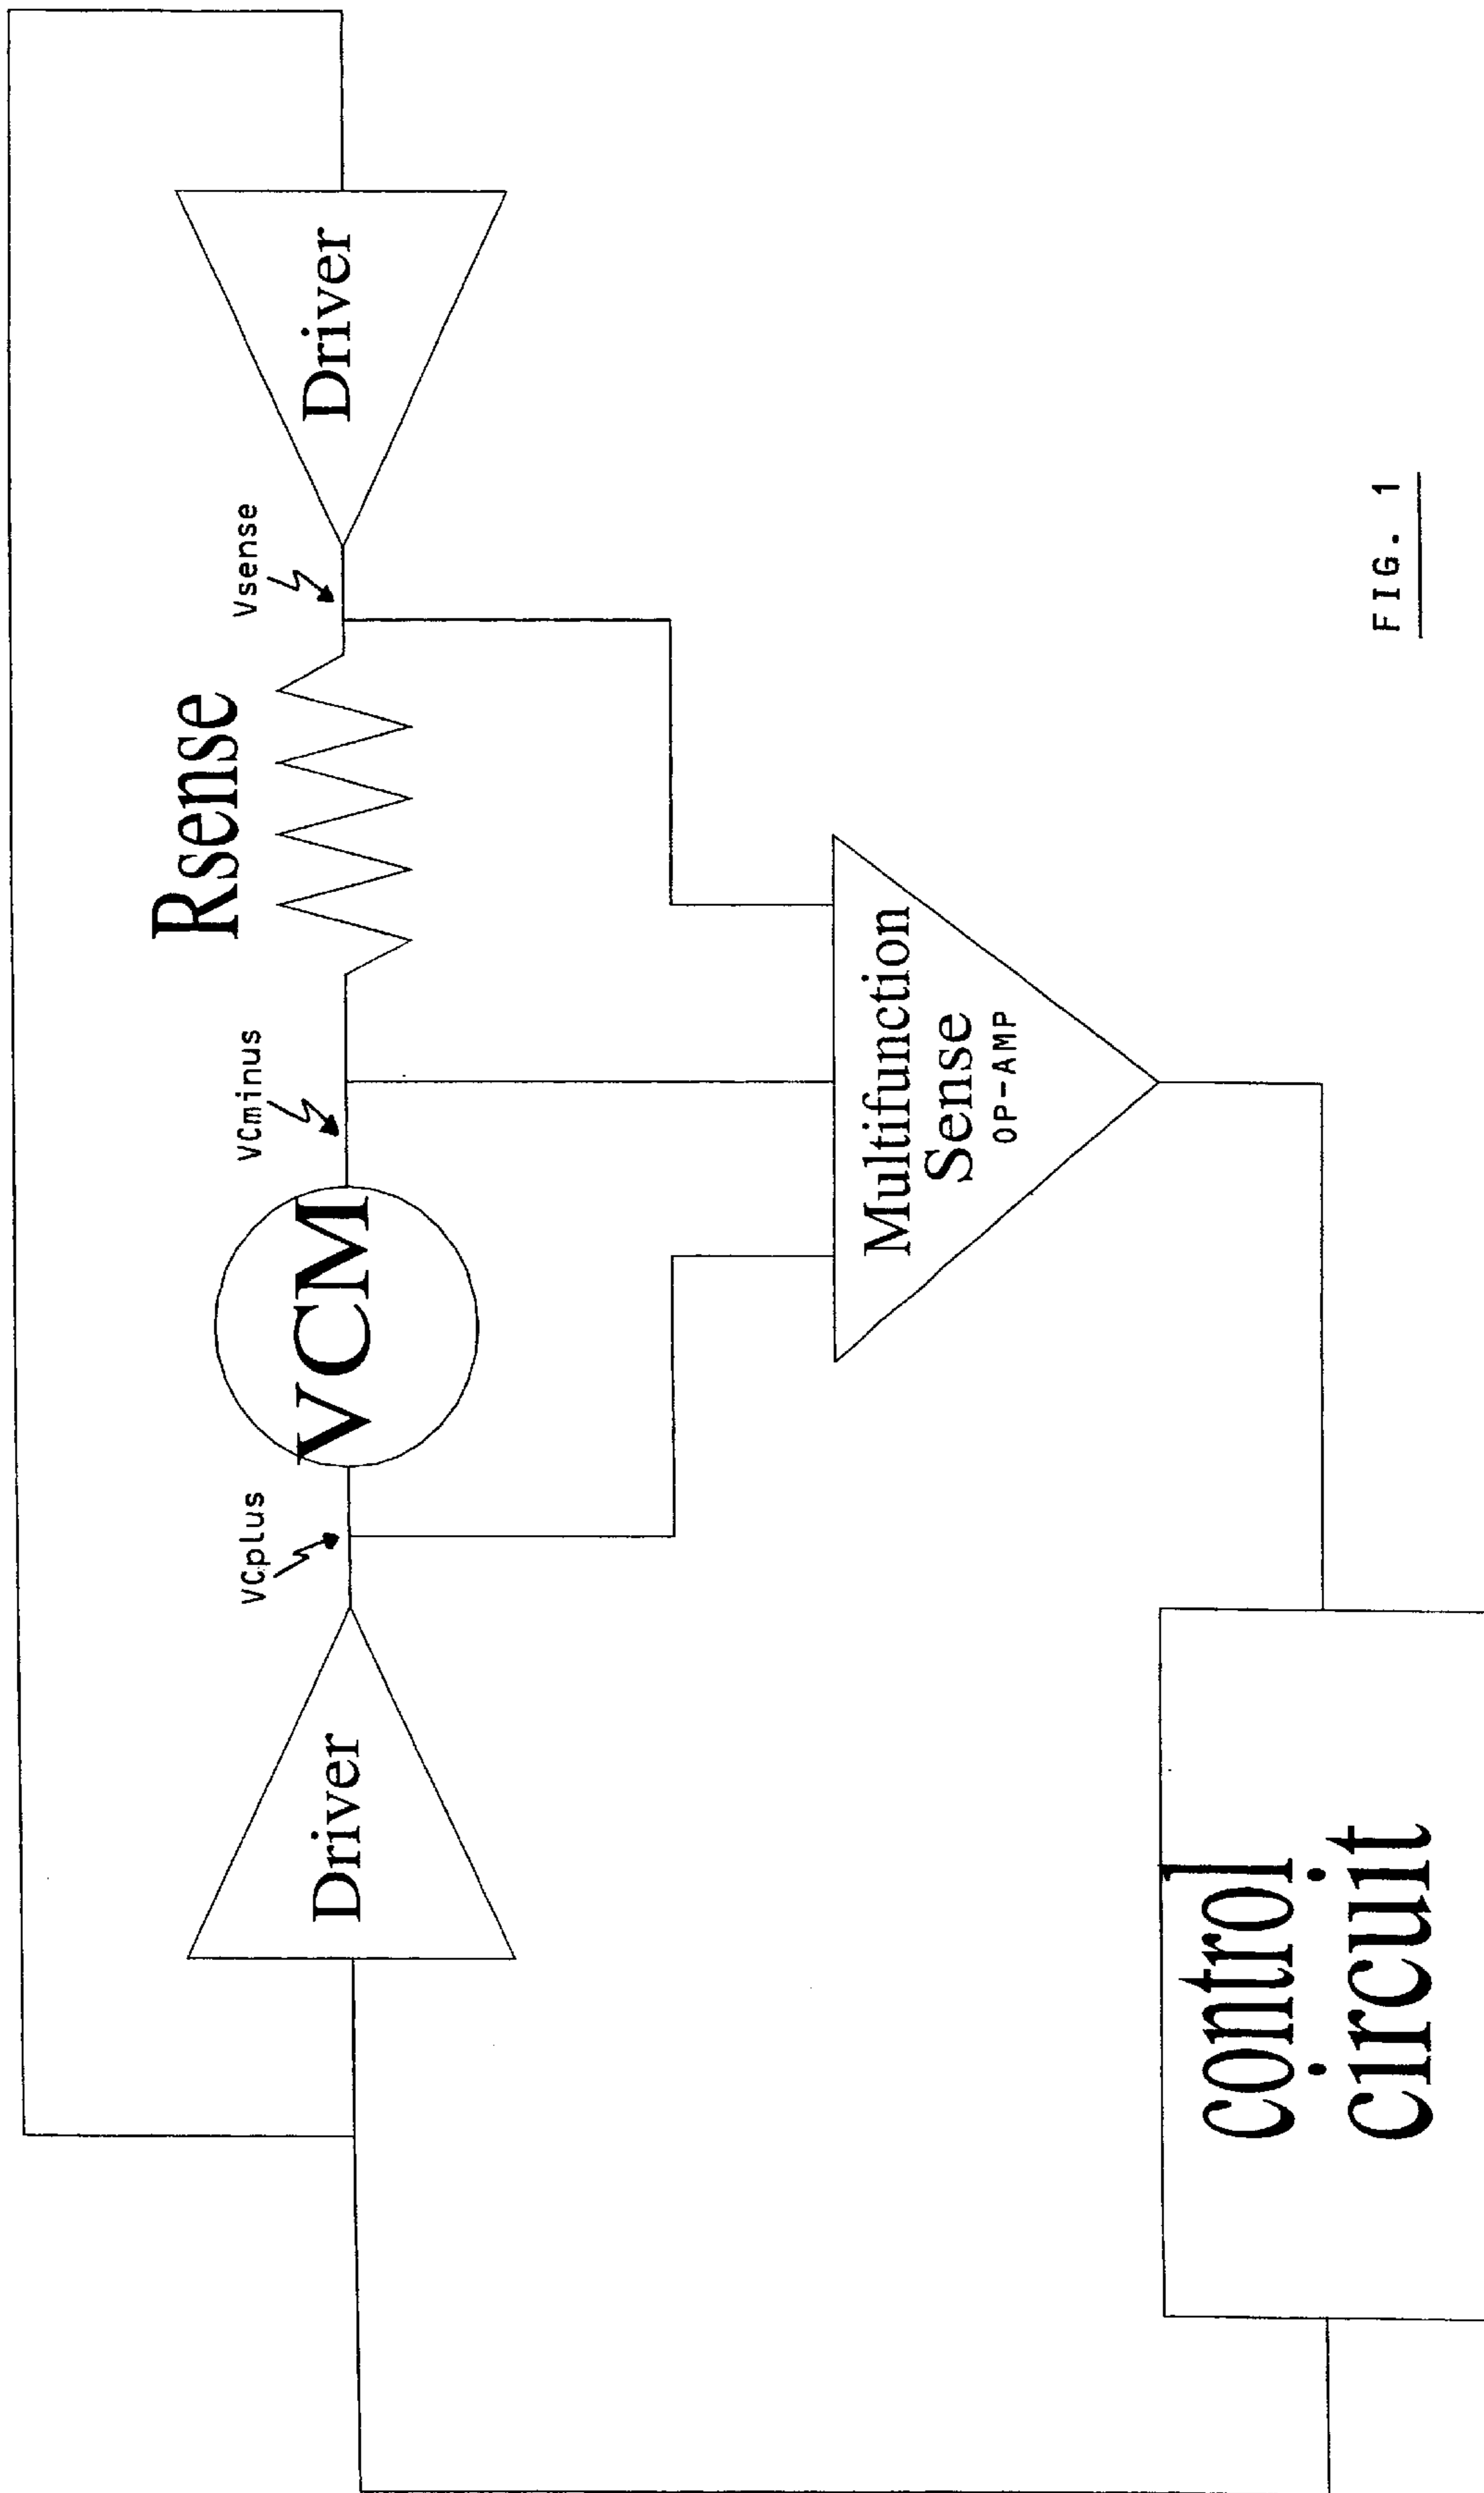 Rsense
VCplus
VCminus
Vsense
Driver
VCM
Driver
Multifunction
Sense
OP-AMP
control
circuit
FIG. 1